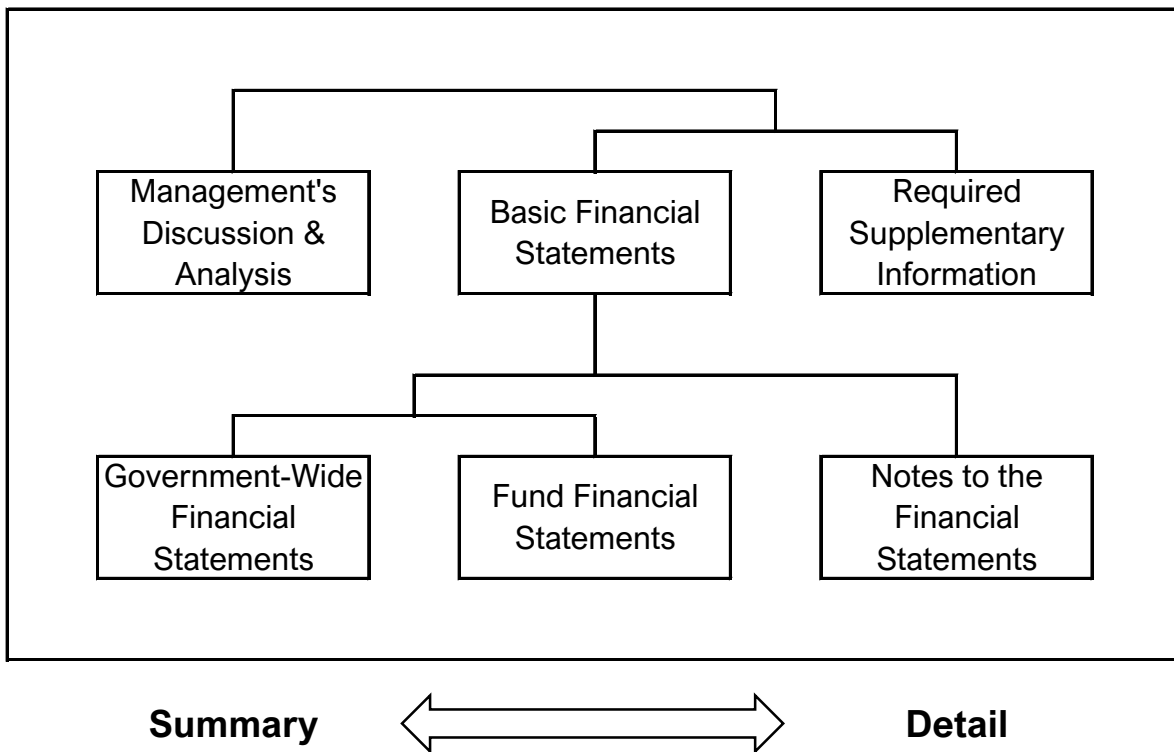 Management's
Discussion &
Analysis
Basic Financial
Statements
Required
Supplementary
Information
Government-Wide
Financial
Statements
Fund Financial
Statements
Notes to the
Financial
Statements
Summary
Detail